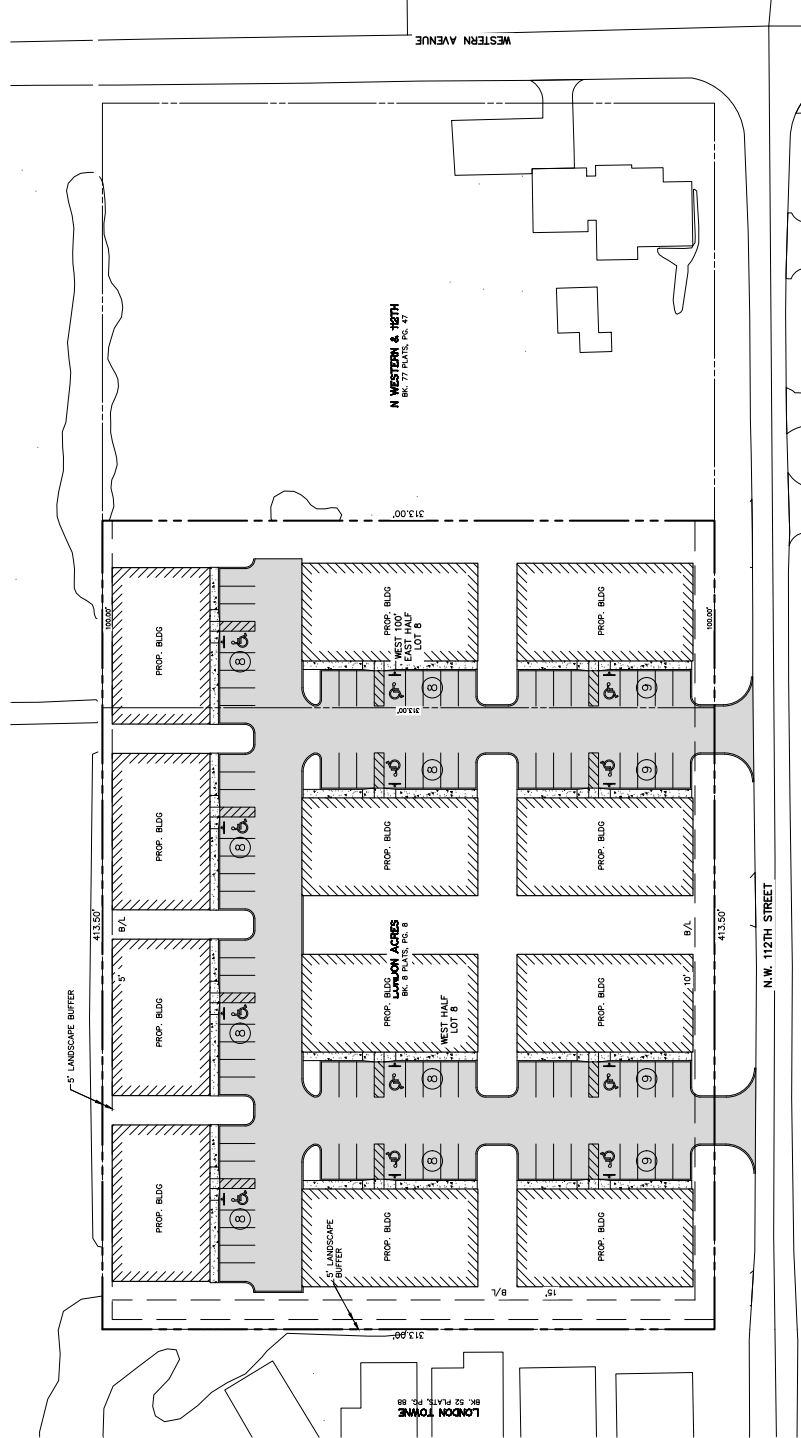 WESTERN AVENUE
N WESTERN & 112TH
BK. 77 PLATS, PG. 47
313.00'
100.00'
100.00'
PROP. BLDG
PROP. BLDG
PROP. BLDG
WEST 100'
EAST HALF
LOT 8
8
8
9
313.00'
8
9
PROP. BLDG
PROP. BLDG
PROP. BLDG
8
413.50'
B/L
5'
LONDON ACRES
BK. 8 PLATS, PG. 8
B/L
413.50'
N.W. 112TH STREET
10'
PROP. BLDG
PROP. BLDG
PROP. BLDG
WEST HALF
LOT 8
8
8
9
5' LANDSCAPE BUFFER
8
9
PROP. BLDG
PROP. BLDG
PROP. BLDG
8
5' LANDSCAPE
BUFFER
B/L
15'
313.00'
LONDON TOWNE
BK. 52 PLATS, PG. 88